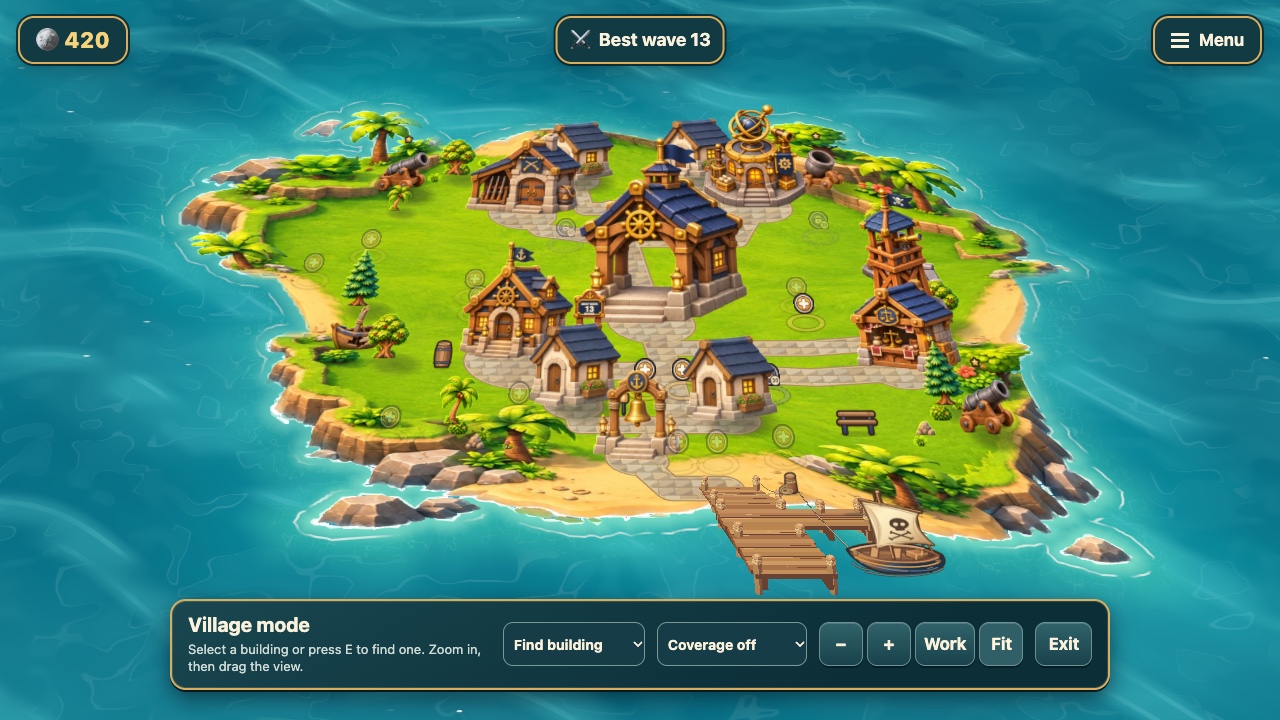 420
Best wave 13
Menu
13
Village mode
Select a building or press E to find one. Zoom in,
then drag the view.
Find building
Coverage off
−
+
Work
Fit
Exit